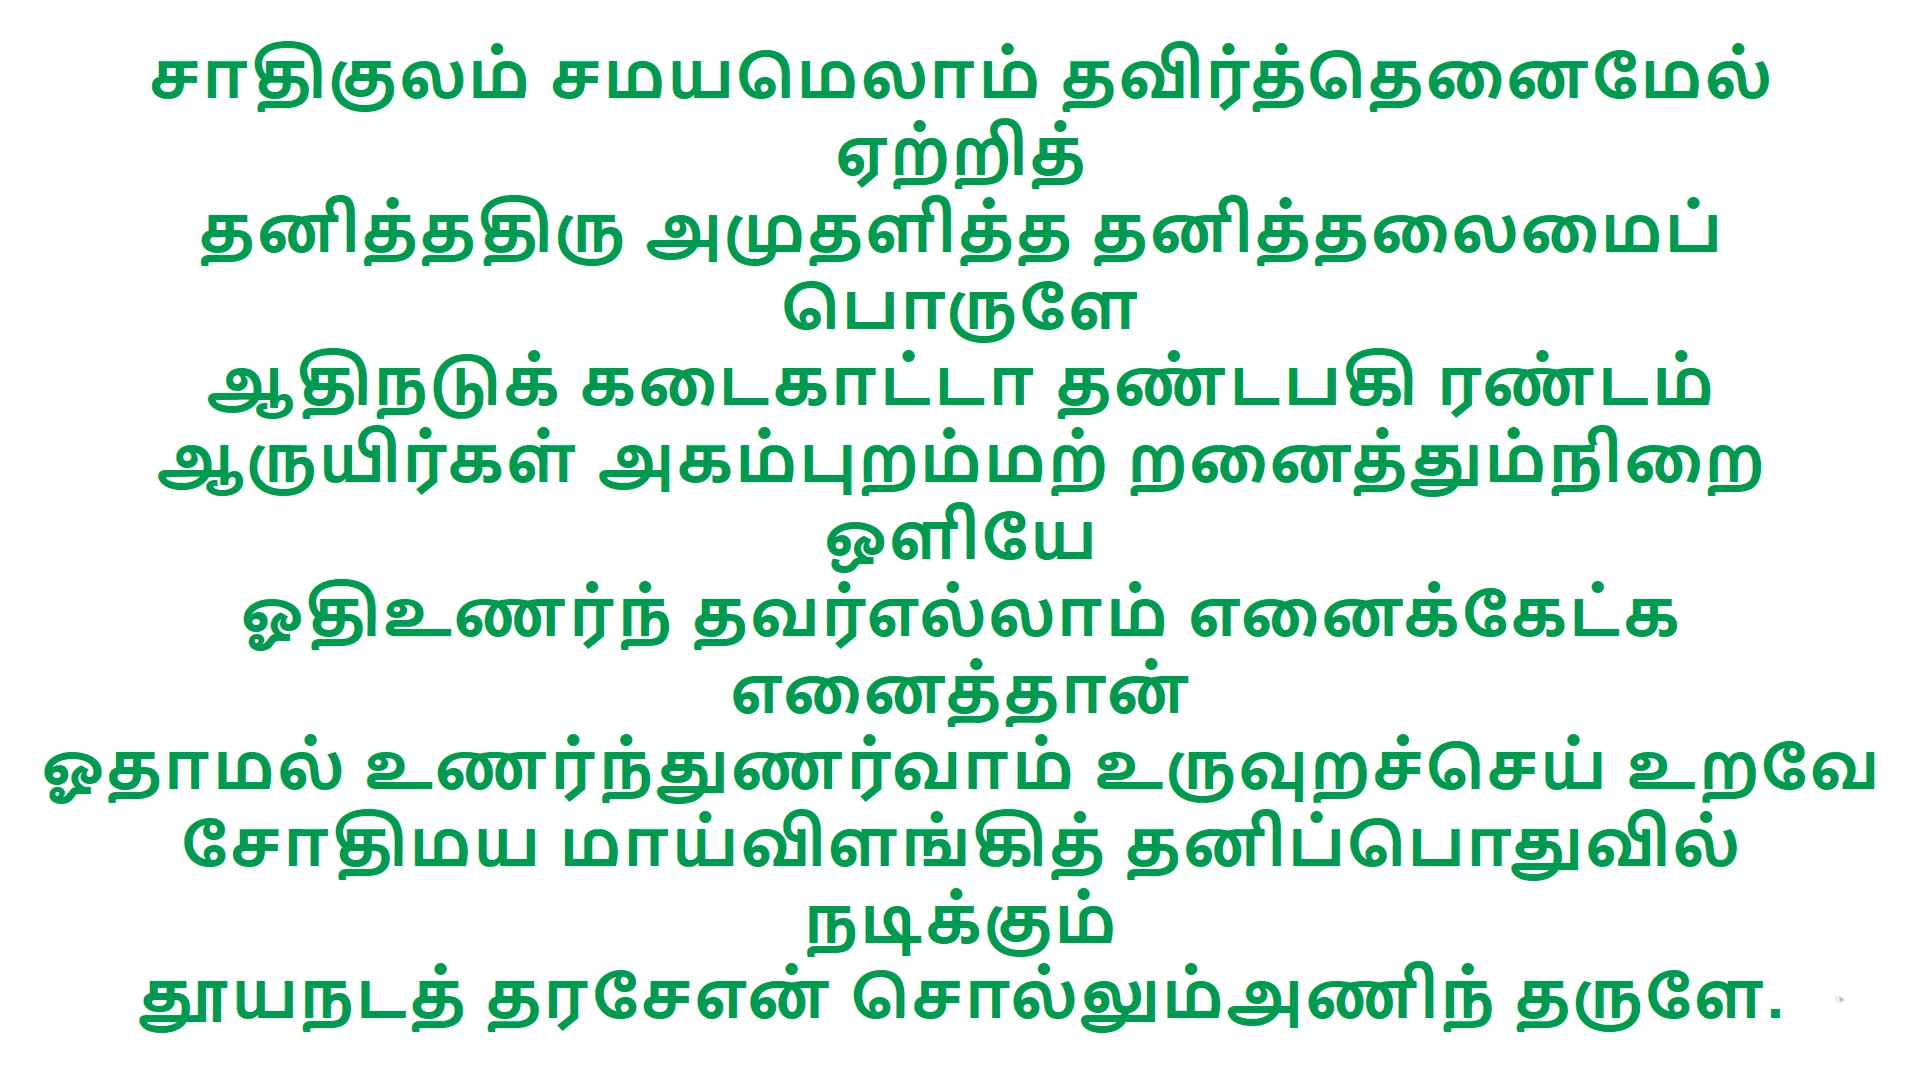 சாதிகுலம் சமயமெலாம் தவிர்த்தெனைமேல்
ஏற்றித்
தனித்ததிரு அமுதளித்த தனித்தலைமைப்
பொருளே
ஆதிநடுக் கடைகாட்டா தண்டபகி ரண்டம்
ஆருயிர்கள் அகம்புறம்மற் றனைத்தும்நிறை
ஒளியே
ஓதிஉணர்ந் தவர்எல்லாம் எனைக்கேட்க
எனைத்தான்
ஓதாமல் உணர்ந்துணர்வாம் உருவுறச்செய் உறவே
சோதிமய மாய்விளங்கித் தனிப்பொதுவில்
நடிக்கும்
தூயநடத் தரசேஎன் சொல்லும்அணிந் தருளே.